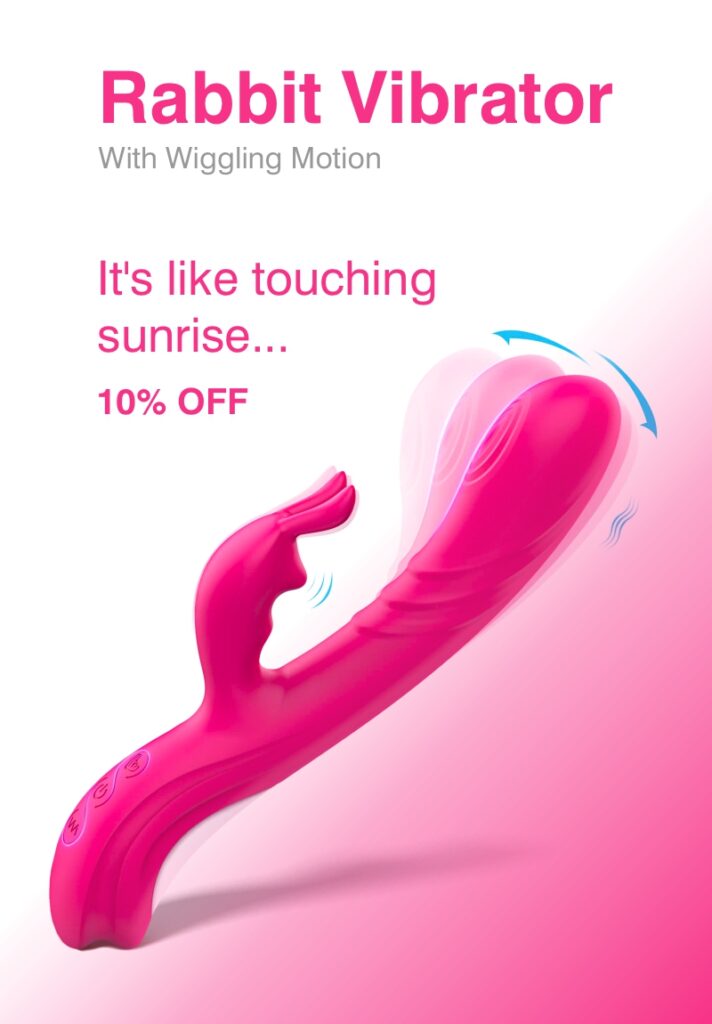 Rabbit Vibrator
With Wiggling Motion
It's like touching
sunrise...
10% OFF